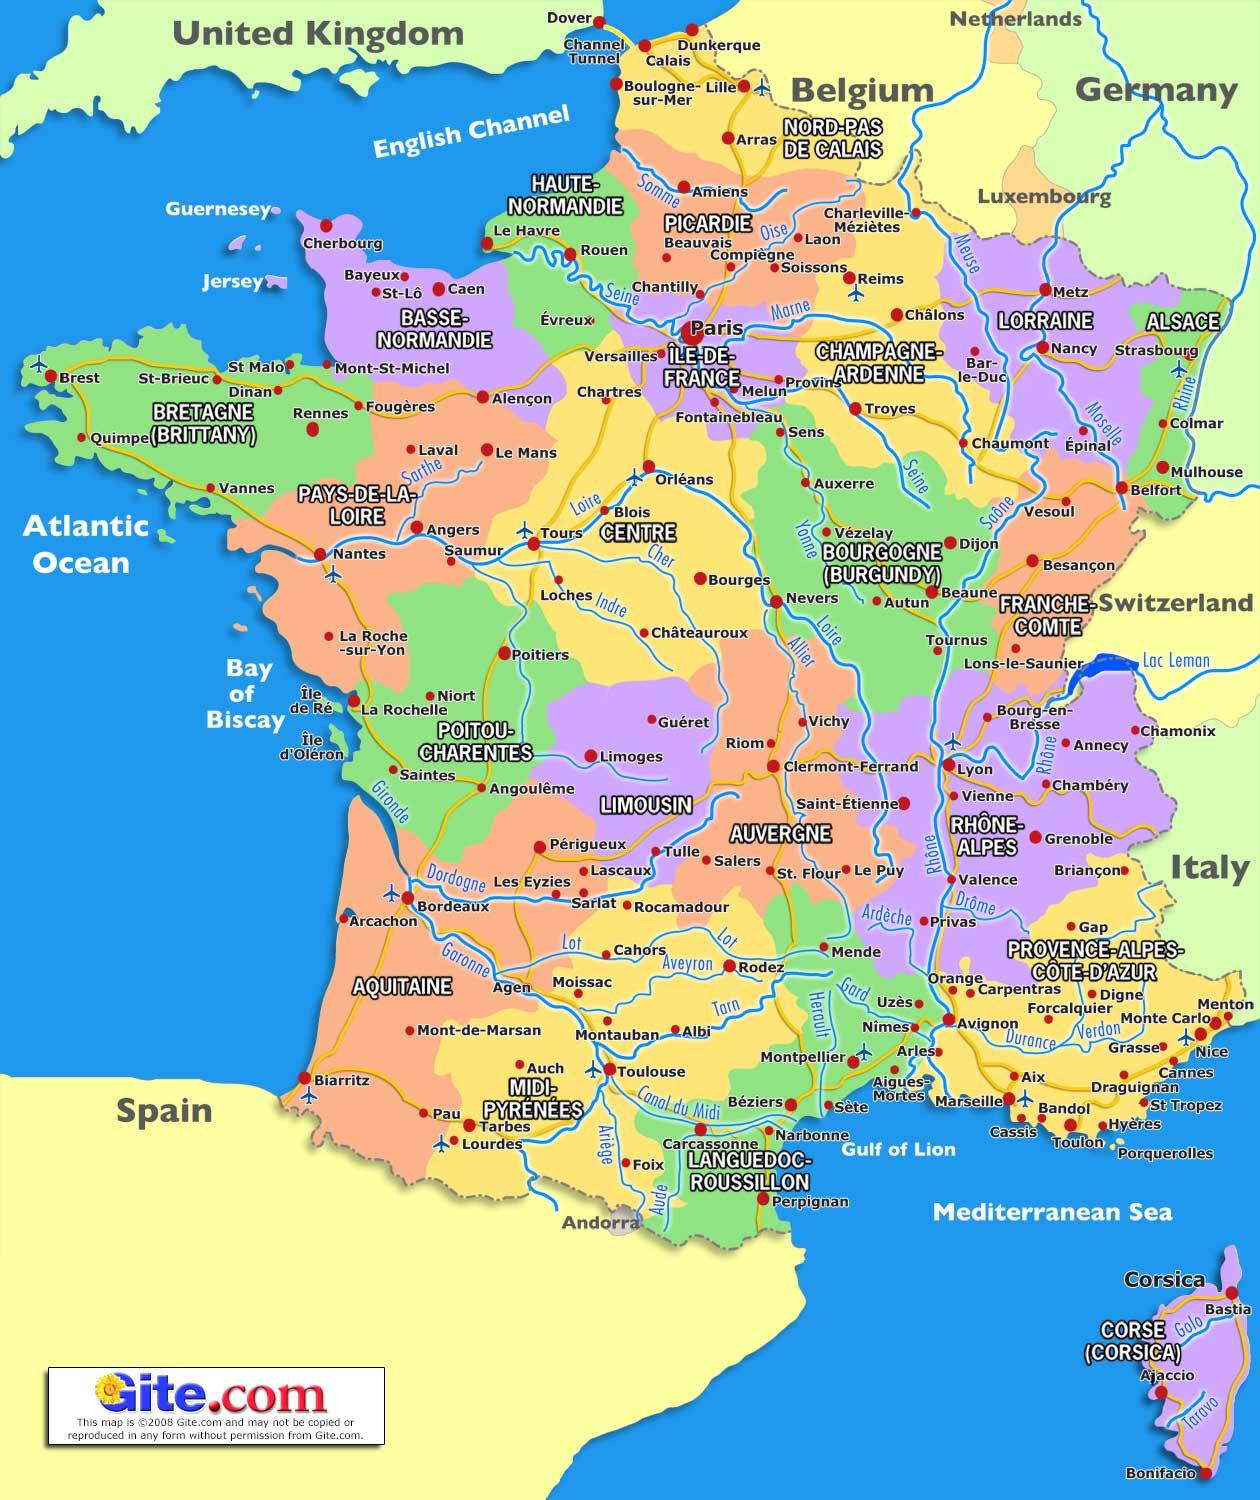 United Kingdom
Dover
Channel
Tunnel
Calais
Dunkerque
Netherlands
Belgium
Germany
Boulogne-
sur-Mer
Lille
English Channel
Arras
NORD-PAS
DE CALAIS
HAUTE-
NORMANDIE
Somme
Amiens
Luxembourg
Guernesey
Cherbourg
Le Havre
Rouen
PICARDIE
Beauvais
Oise
Laon
Charleville-
Méziètes
Compiègne
Soissons
Reims
Meuse
Jersey
Bayeux
St-Lô
Caen
Seine
Chantilly
Marne
Châlons
Metz
BASSE-
NORMANDIE
Évreux
Paris
LORRAINE
ALSACE
Versailles
ÎLE-DE-
FRANCE
CHAMPAGNE-
ARDENNE
Bar-
le-Duc
Nancy
Strasbourg
Brest
St-Brieuc
St Malo
Mont-St-Michel
Dinan
Chartres
Melun
Provins
Rhine
BRETAGNE
(BRITTANY)
Rennes
Fougères
Alençon
Fontainebleau
Troyes
Moselle
Colmar
Quimper
Sens
Chaumont
Épinal
Laval
Le Mans
Sarthe
Orléans
Auxerre
Seine
Mulhouse
Vannes
PAYS-DE-LA-
LOIRE
Loire
Blois
Belfort
Saône
Vesoul
Atlantic
Ocean
Angers
Tours
CENTRE
Yonne
Vézelay
Dijon
Nantes
Saumur
Cher
BOURGOGNE
(BURGUNDY)
Besançon
Loches
Indre
Bourges
Nevers
Autun
Beaune
FRANCHE-
COMTE
Switzerland
La Roche
-sur-Yon
Châteauroux
Loire
Allier
Tournus
Poitiers
Lons-le-Saunier
Lac Leman
Bay
of
Biscay
Île
de Ré
Niort
La Rochelle
Guéret
Vichy
Bourg-en-
Bresse
Chamonix
Île
d'Oléron
POITOU-
CHARENTES
Riom
Annecy
Rhône
Limoges
Clermont-Ferrand
Lyon
Saintes
Angoulême
Chambéry
Gironde
LIMOUSIN
Saint-Étienne
Vienne
AUVERGNE
RHÔNE-
ALPES
Grenoble
Périgueux
Tulle
Salers
Rhône
Italy
Dordogne
Les Eyzies
Lascaux
St. Flour
Le Puy
Valence
Briançon
Bordeaux
Sarlat
Rocamadour
Drôme
Arcachon
Ardèche
Privas
Gap
Garonne
Lot
Cahors
Lot
Mende
PROVENCE-ALPES-
CÔTE-D'AZUR
Aveyron
Rodez
AQUITAINE
Agen
Moissac
Gard
Orange
Carpentras
Digne
Tarn
Herault
Uzès
Forcalquier
Menton
Mont-de-Marsan
Montauban
Albi
Nîmes
Avignon
Monte Carlo
Durance
Verdon
Nice
Auch
Montpellier
Arles
Grasse
Biarritz
Toulouse
Aigues-
Mortes
Aix
Cannes
MIDI-
PYRÉNÉES
Canal du Midi
Draguignan
Spain
Pau
Béziers
Sète
Marseille
Bandol
St Tropez
Tarbes
Cassis
Hyères
Lourdes
Ariège
Carcassonne
Narbonne
Gulf of Lion
Toulon
Porquerolles
Foix
LANGUEDOC-
ROUSSILLON
Aude
Perpignan
Andorra
Mediterranean Sea
Corsica
Bastia
CORSE
(CORSICA)
Golo
Ajaccio
Taravo
Bonifacio
Gite.com
This map is ©2008 Gite.com and may not be copied or
reproduced in any form without permission from Gite.com.